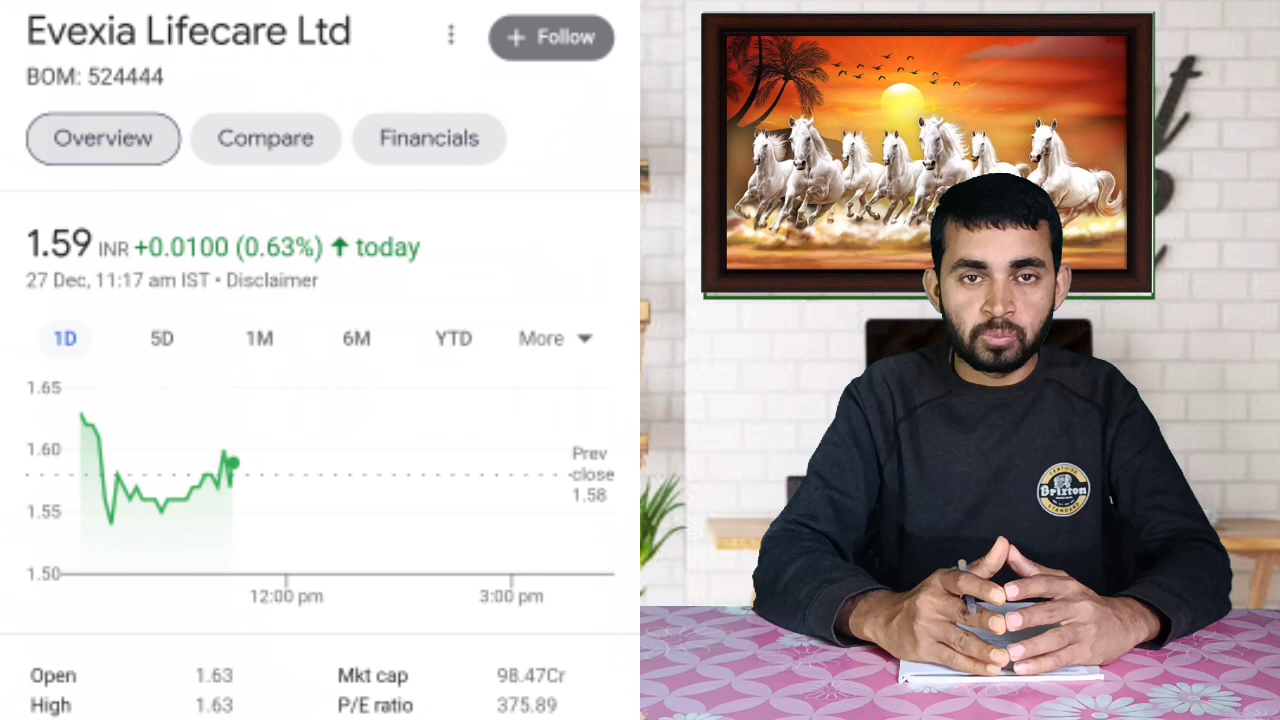 Evexia Lifecare Ltd
+ Follow
BOM: 524444
Overview Compare Financials
1.59 INR +0.0100 (0.63%) ↑ today
27 Dec, 11:17 am IST • Disclaimer
1D 5D 1M 6M YTD More
1.65
1.60
1.55
1.50
Prev
close
1.58
12:00 pm 3:00 pm
Open 1.63 Mkt cap 98.47Cr
High 1.63 P/E ratio 375.89
CERTIFIED
Brixton
STANDARD